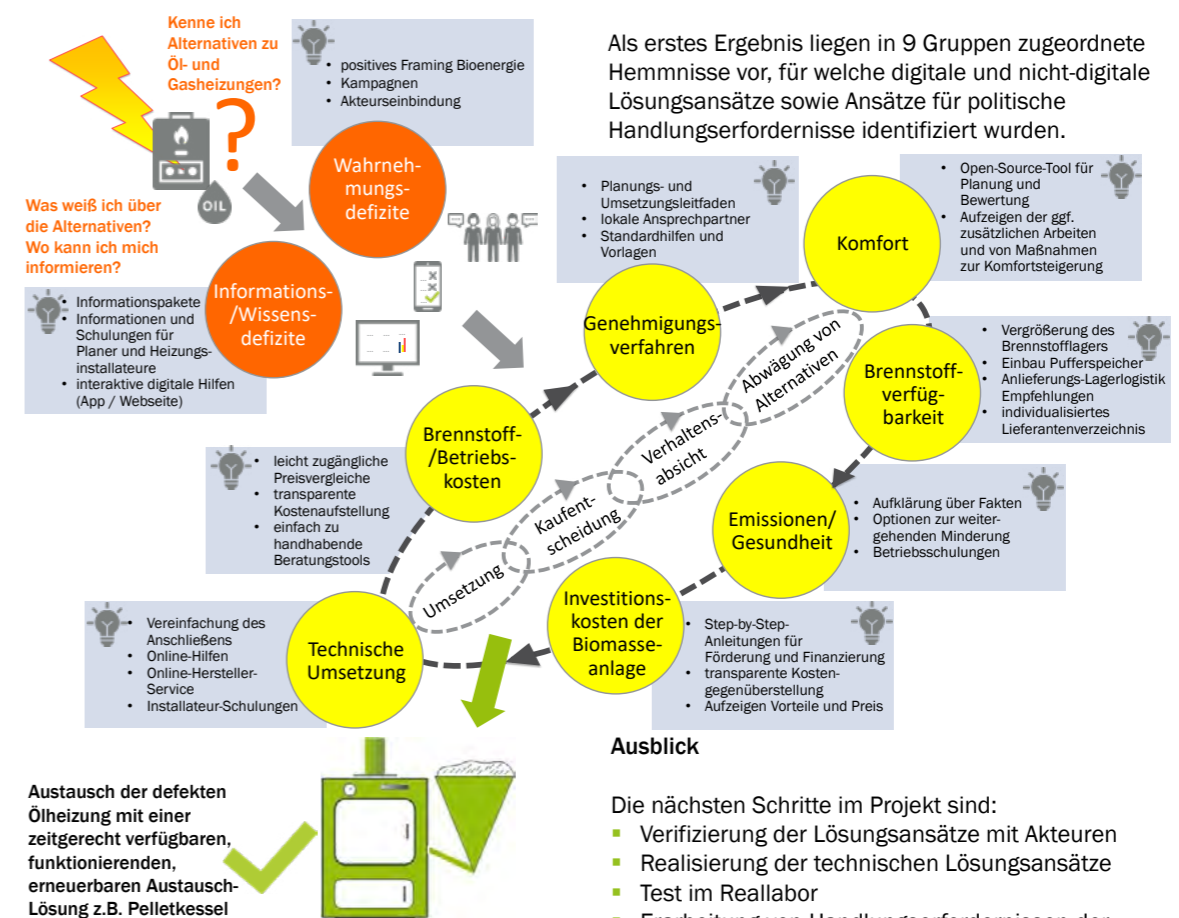 Kenne ich
Alternativen zu
Öl- und
Gasheizungen?
• positives Framing Bioenergie
• Kampagnen
• Akteurseinbindung
Als erstes Ergebnis liegen in 9 Gruppen zugeordnete
Hemmnisse vor, für welche digitale und nicht-digitale
Lösungsansätze sowie Ansätze für politische
Handlungserfordernisse identifiziert wurden.
?
OIL
Wahrneh-
mungs-
defizite
Was weiß ich über
die Alternativen?
Wo kann ich mich
informieren?
Informations-
/Wissens-
defizite
• Informationspakete
• Informationen und
Schulungen für
Planer und Heizungs-
installateure
• interaktive digitale Hilfen
(App / Webseite)
• Planungs- und
Umsetzungsleitfaden
• lokale Ansprechpartner
• Standardhilfen und
Vorlagen
Genehmigungs-
verfahren
Komfort
• Open-Source-Tool für
Planung und
Bewertung
• Aufzeigen der ggf.
zusätzlichen Arbeiten
und von Maßnahmen
zur Komfortsteigerung
Brennstoff-
verfüg-
barkeit
• Vergrößerung des
Brennstofflagers
• Einbau Pufferspeicher
• Anlieferungs-Lagerlogistik
Empfehlungen
• individualisiertes
Lieferantenverzeichnis
Brennstoff-
/Betriebs-
kosten
• leicht zugängliche
Preisvergleiche
• transparente
Kostenaufstellung
• einfach zu
handhabende
Beratungstools
Abwägung von
Alternativen
Verhaltens-
absicht
Kaufent-
scheidung
Umsetzung
Emissionen/
Gesundheit
• Aufklärung über Fakten
• Optionen zur weiter-
gehenden Minderung
• Betriebsschulungen
Investitions-
kosten der
Biomasse-
anlage
• Step-by-Step-
Anleitungen für
Förderung und Finanzierung
• transparente Kosten-
gegenüberstellung
• Aufzeigen Vorteile und Preis
Technische
Umsetzung
• Vereinfachung des
Anschließens
• Online-Hilfen
• Online-Hersteller-
Service
• Installateur-Schulungen
Austausch der defekten
Ölheizung mit einer
zeitgerecht verfügbaren,
funktionierenden,
erneuerbaren Austausch-
Lösung z.B. Pelletkessel
Ausblick
Die nächsten Schritte im Projekt sind:
▪ Verifizierung der Lösungsansätze mit Akteuren
▪ Realisierung der technischen Lösungsansätze
▪ Test im Reallabor
▪ Erarbeitung von Handlungserfordernissen der